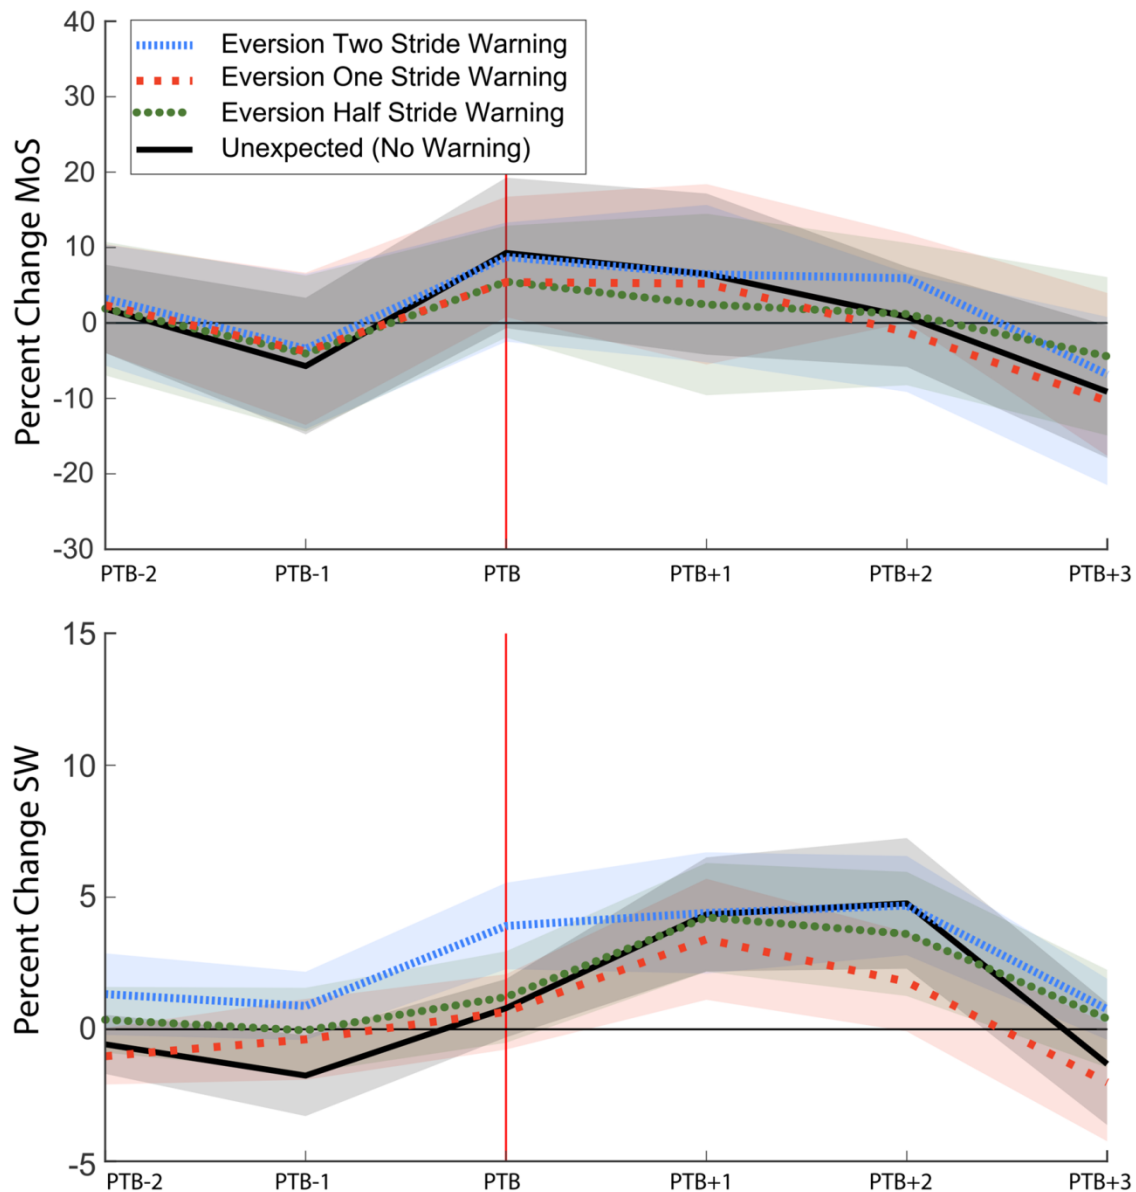 40
30
20
10
0
-10
-20
-30
Percent Change MoS
Eversion Two Stride Warning
Eversion One Stride Warning
Eversion Half Stride Warning
Unexpected (No Warning)
PTB-2 PTB-1 PTB PTB+1 PTB+2 PTB+3
15
10
5
0
-5
Percent Change SW
PTB-2 PTB-1 PTB PTB+1 PTB+2 PTB+3